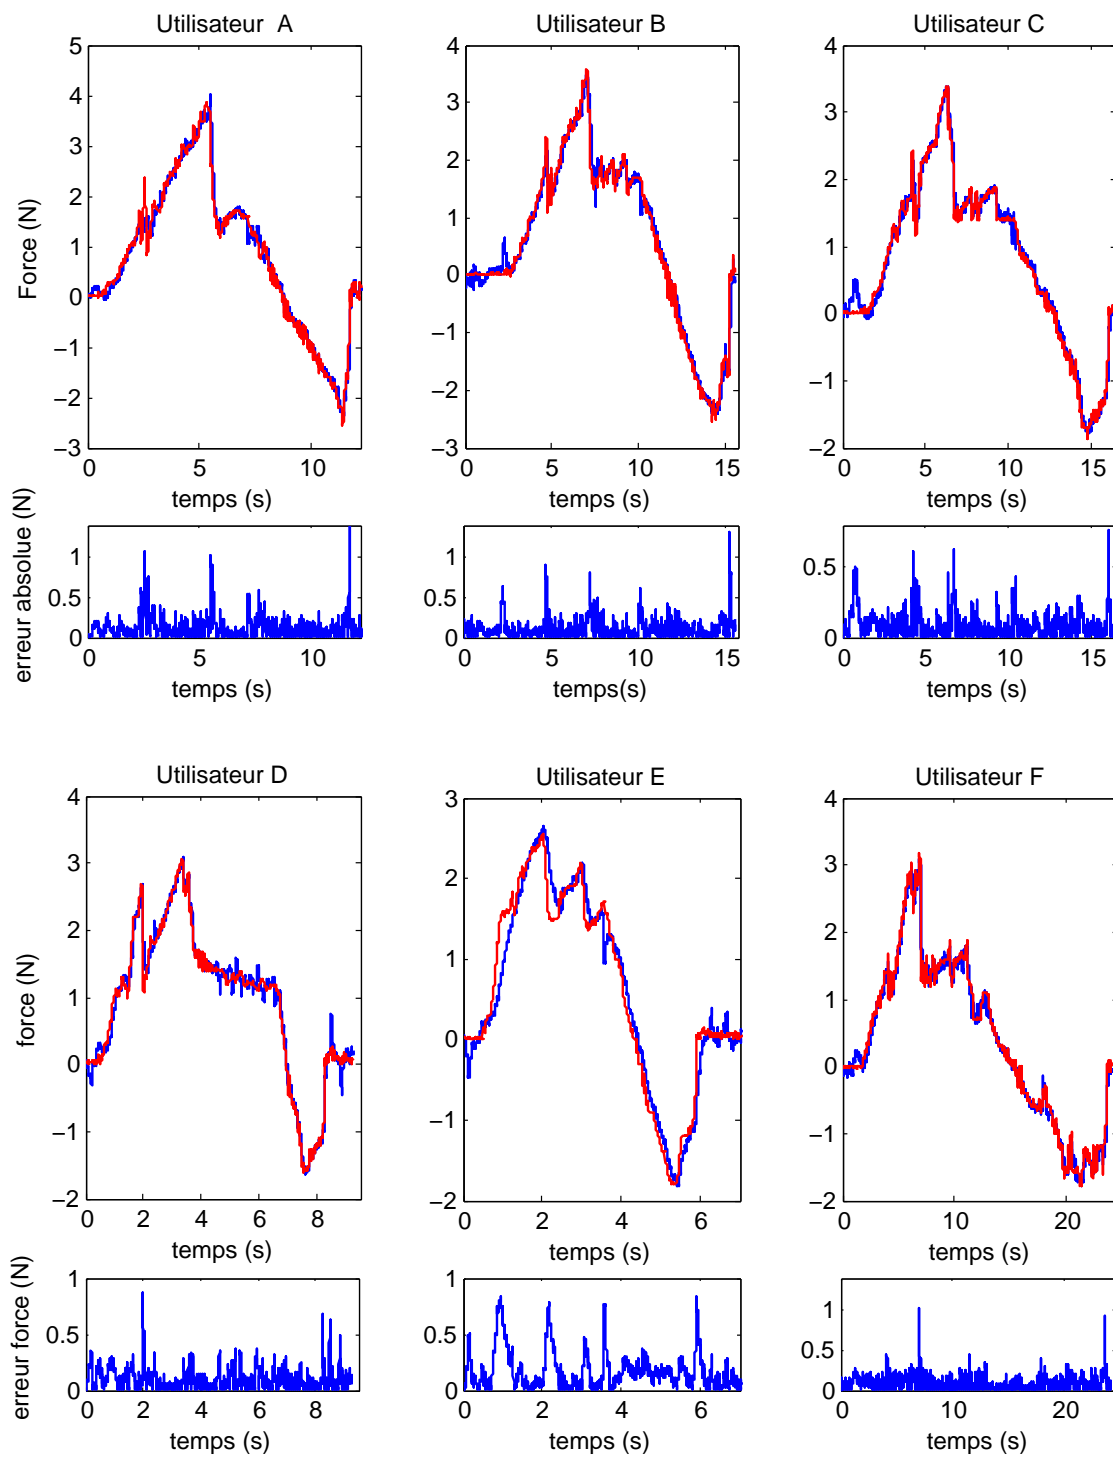 Utilisateur A
Utilisateur B
Utilisateur C
5
4
3
2
1
0
−1
−2
−3
Force (N)
0 5 10
temps (s)
4
3
2
1
0
−1
−2
−3
0 5 10 15
temps (s)
4
3
2
1
0
−1
−2
0 5 10 15
temps (s)
erreur absolue (N)
1
0.5
0
0 5 10
temps (s)
1
0.5
0
0 5 10 15
temps(s)
0.5
0
0 5 10 15
temps (s)
Utilisateur D
Utilisateur E
Utilisateur F
force (N)
4
3
2
1
0
−1
−2
0 2 4 6 8
temps (s)
3
2
1
0
−1
−2
0 2 4 6
temps (s)
4
3
2
1
0
−1
−2
0 10 20
temps (s)
erreur force (N)
1
0.5
0
0 2 4 6 8
temps (s)
1
0.5
0
0 2 4 6
temps (s)
1
0.5
0
0 10 20
temps (s)